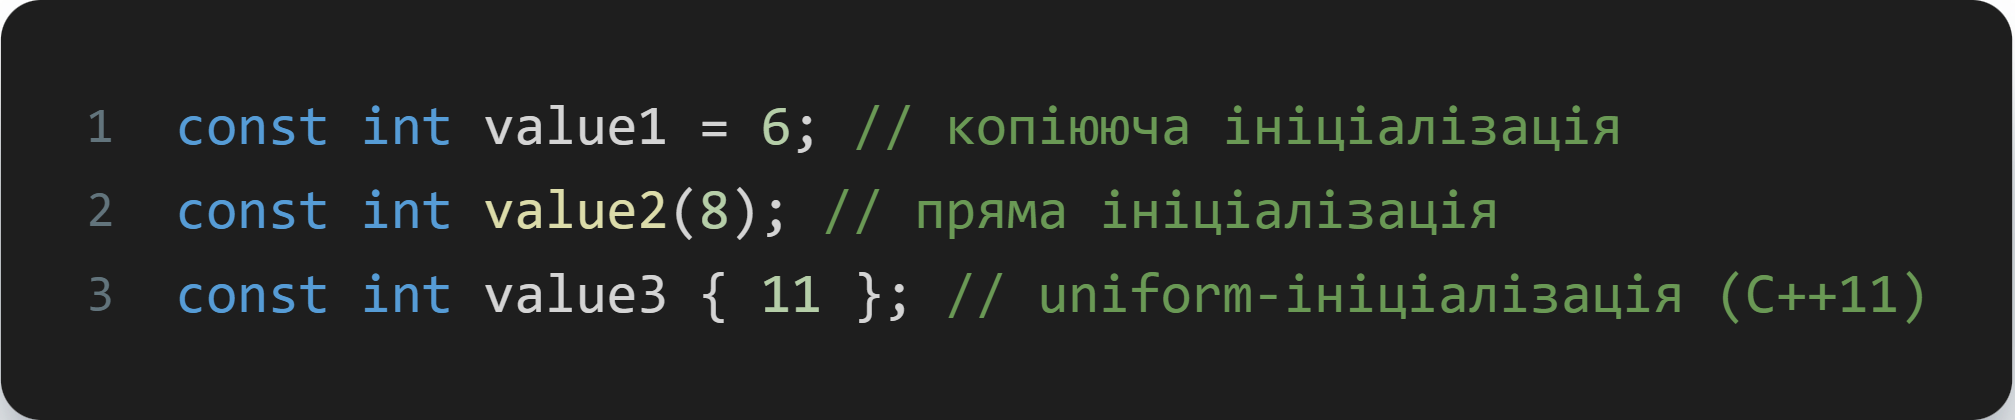 1 const int value1 = 6; // копіююча ініціалізація
2 const int value2(8); // пряма ініціалізація
3 const int value3 { 11 }; // uniform-ініціалізація (C++11)